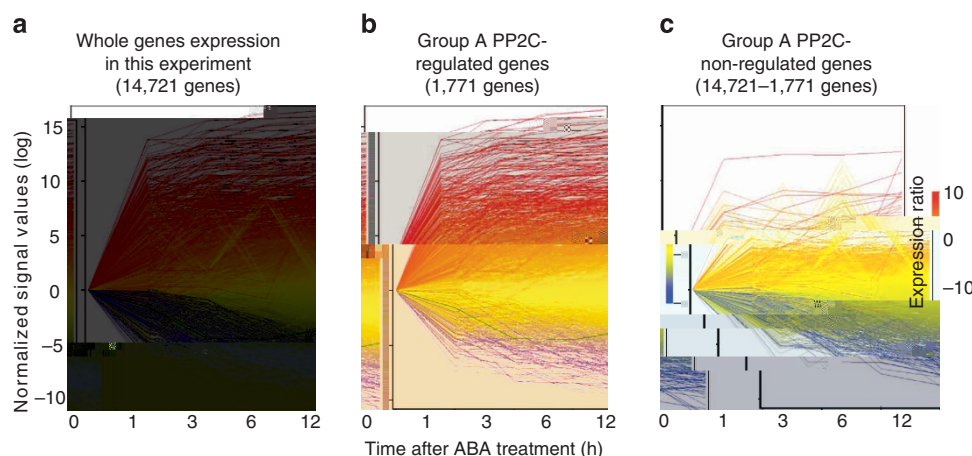 a
Whole genes expression
in this experiment
(14,721 genes)
b
Group A PP2C-
regulated genes
(1,771 genes)
c
Group A PP2C-
non-regulated genes
(14,721–1,771 genes)
Normalized signal values (log)
15
10
5
0
−5
−10
0 1 3 6 12
0 1 3 6 12
0 1 3 6 12
Time after ABA treatment (h)
Expression ratio
10
0
−10